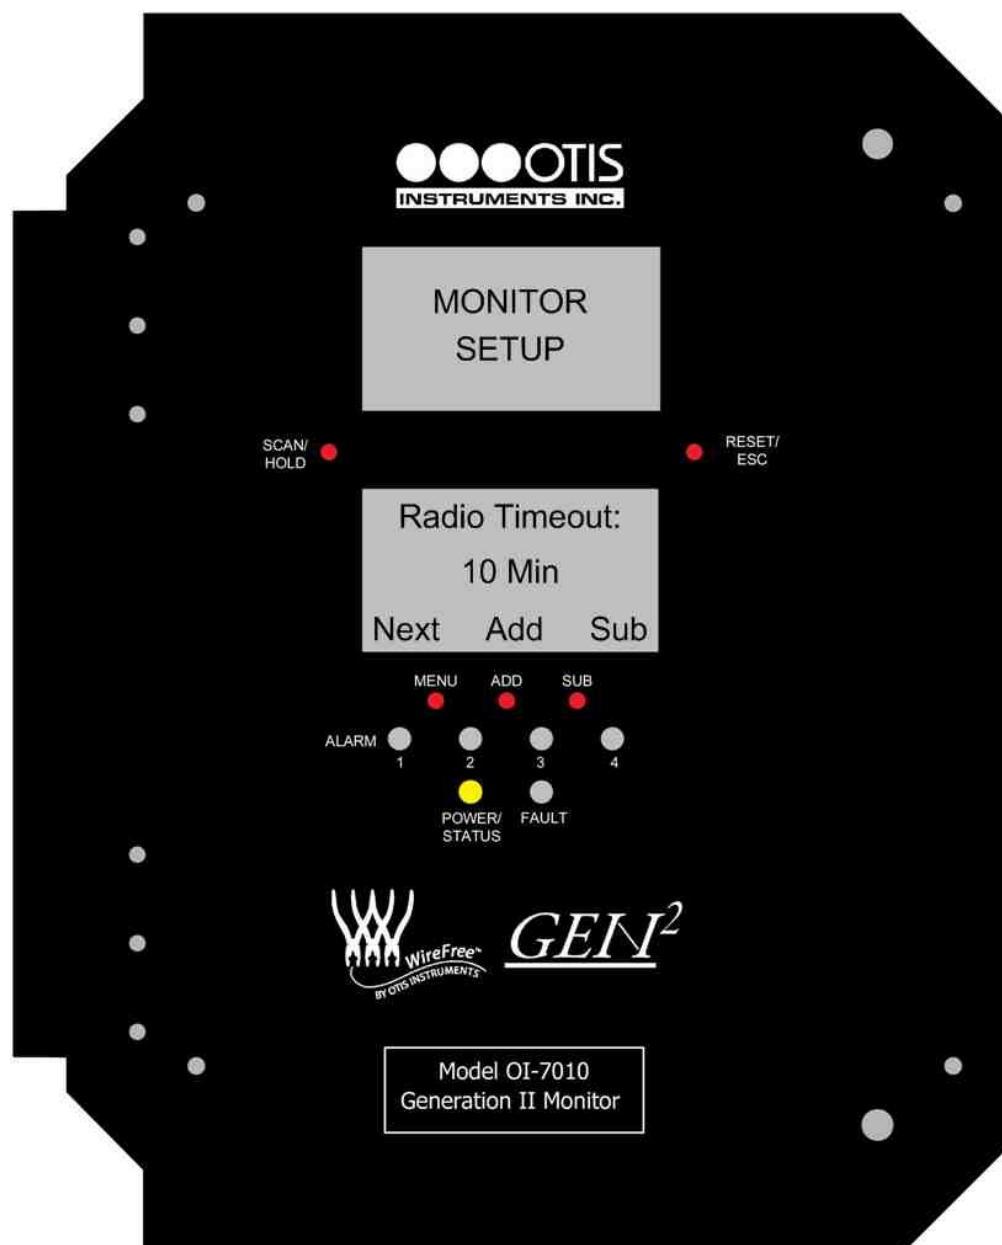 OTIS
INSTRUMENTS INC.
MONITOR
SETUP
SCAN/
HOLD
RESET/
ESC
Radio Timeout:
10 Min
Next Add Sub
MENU ADD SUB
ALARM
1 2 3 4
POWER/
STATUS
FAULT
WireFree™
BY OTIS INSTRUMENTS
GEN²
Model OI-7010
Generation II Monitor